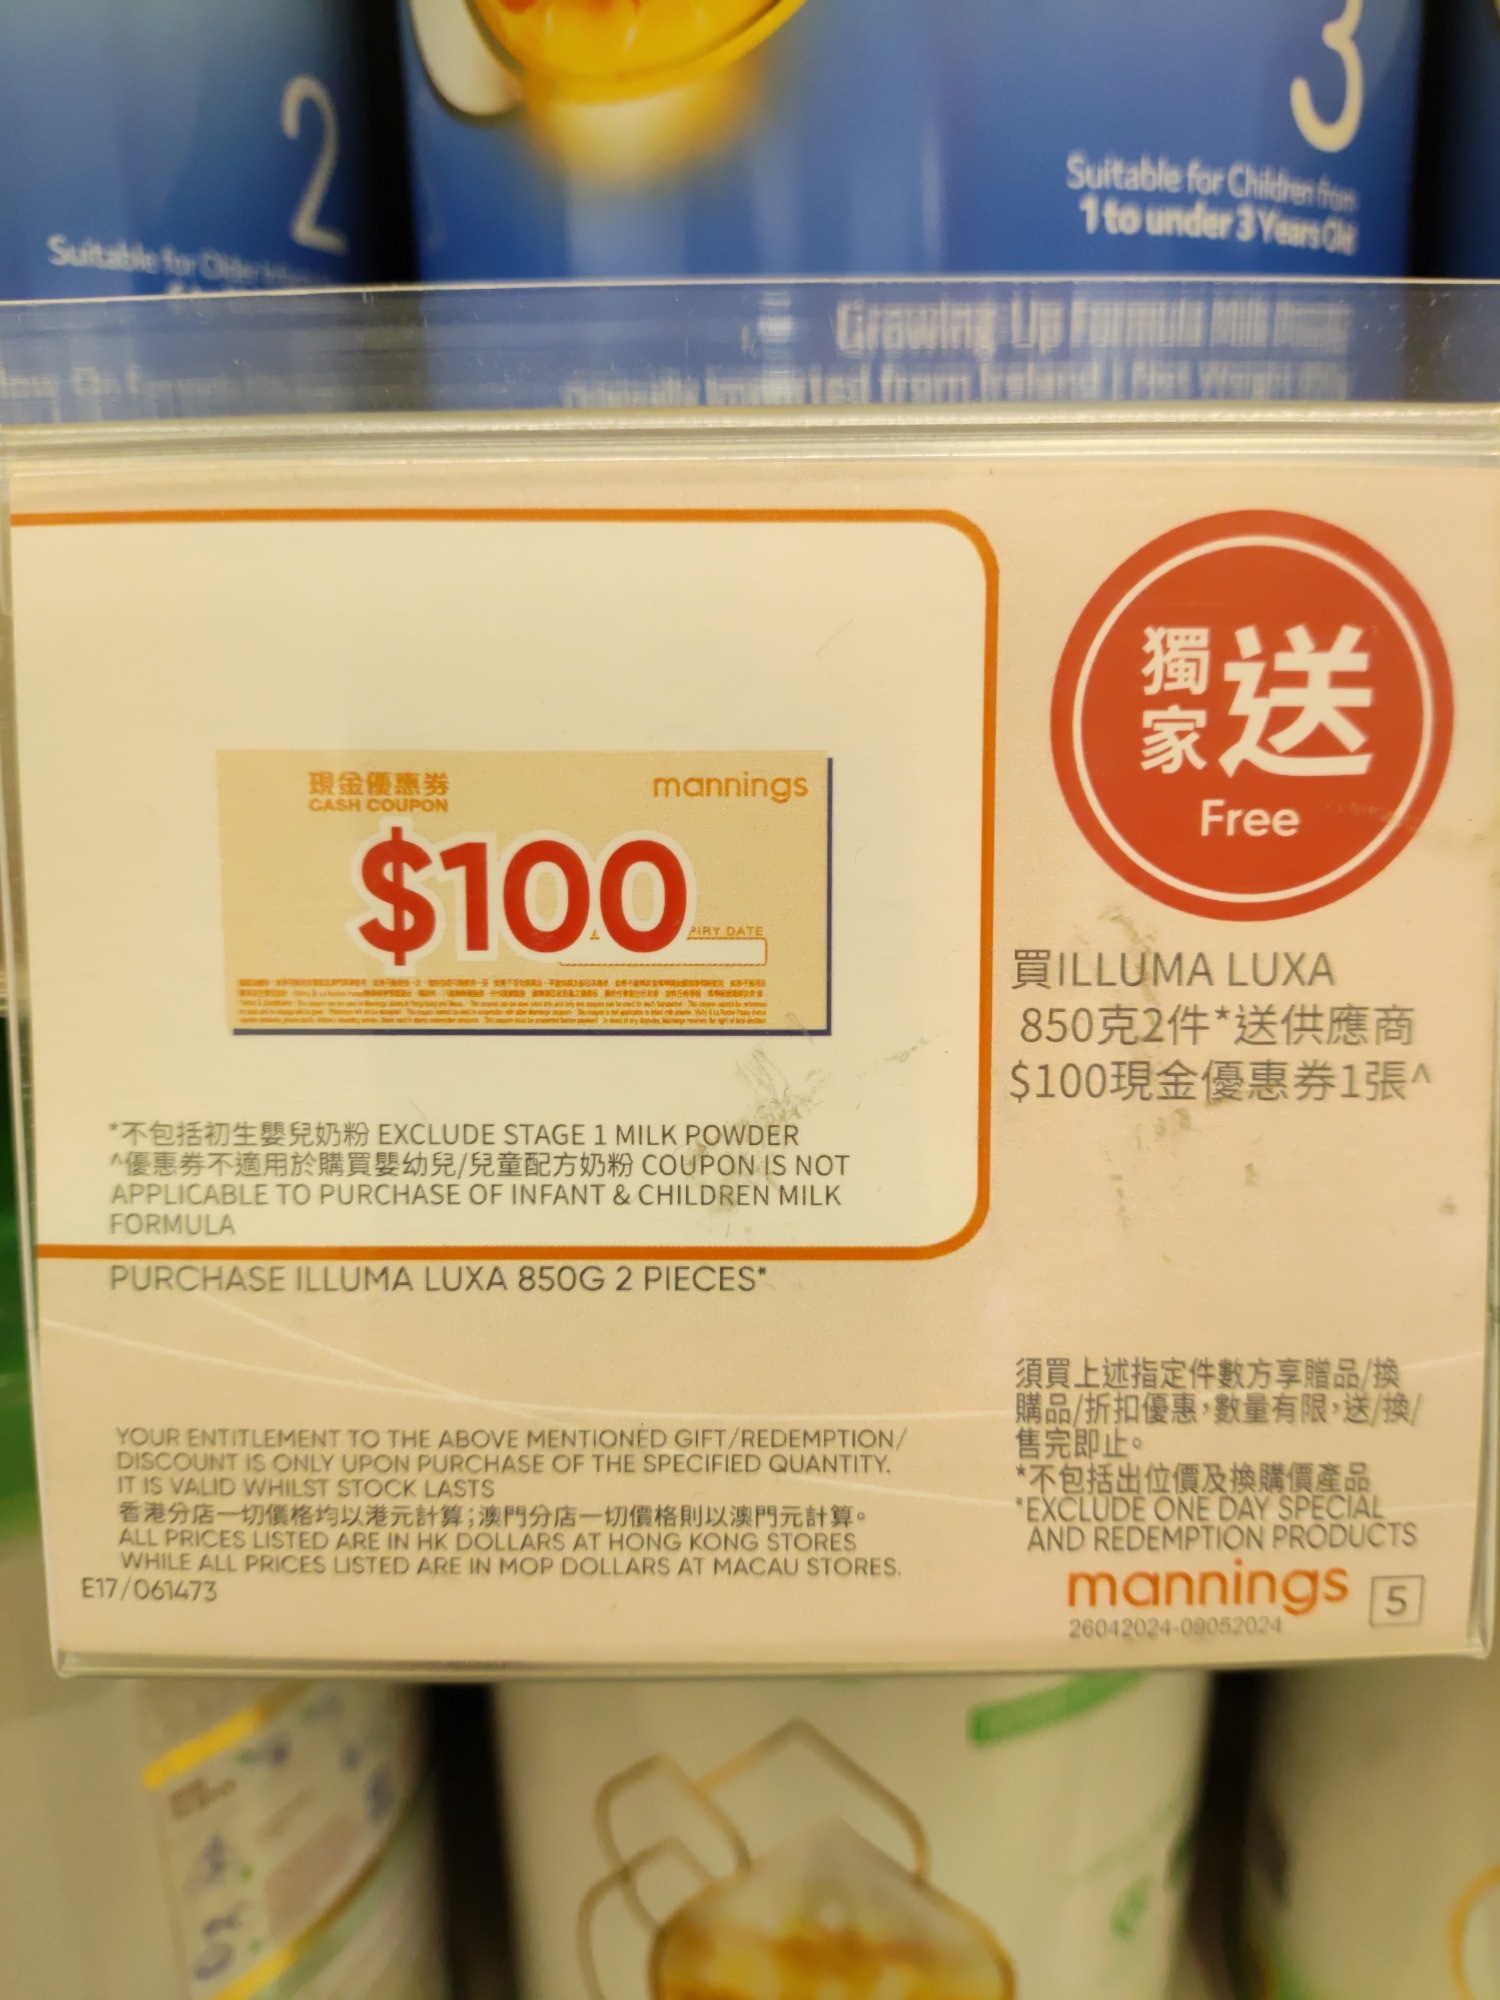 2
3
Suitable for Older
Suitable for Children from
1 to under 3 Years Old
Growing Up Formula Milk
獨家送
Free
現金優惠券
CASH COUPON
mannings
$100
PIRY DATE
買ILLUMA LUXA
850克2件*送供應商
$100現金優惠券1張^
*不包括初生嬰兒奶粉 EXCLUDE STAGE 1 MILK POWDER
^優惠券不適用於購買嬰幼兒/兒童配方奶粉 COUPON IS NOT
APPLICABLE TO PURCHASE OF INFANT & CHILDREN MILK
FORMULA
PURCHASE ILLUMA LUXA 850G 2 PIECES*
須買上述指定件數方享贈品/換
購品/折扣優惠,數量有限,送/換/
售完即止。
*不包括出位價及換購價產品
*EXCLUDE ONE DAY SPECIAL
AND REDEMPTION PRODUCTS
YOUR ENTITLEMENT TO THE ABOVE MENTIONED GIFT/REDEMPTION/
DISCOUNT IS ONLY UPON PURCHASE OF THE SPECIFIED QUANTITY.
IT IS VALID WHILST STOCK LASTS
香港分店一切價格均以港元計算;澳門分店一切價格則以澳門元計算。
ALL PRICES LISTED ARE IN HK DOLLARS AT HONG KONG STORES
WHILE ALL PRICES LISTED ARE IN MOP DOLLARS AT MACAU STORES.
E17/061473
mannings 5
26042024-09052024